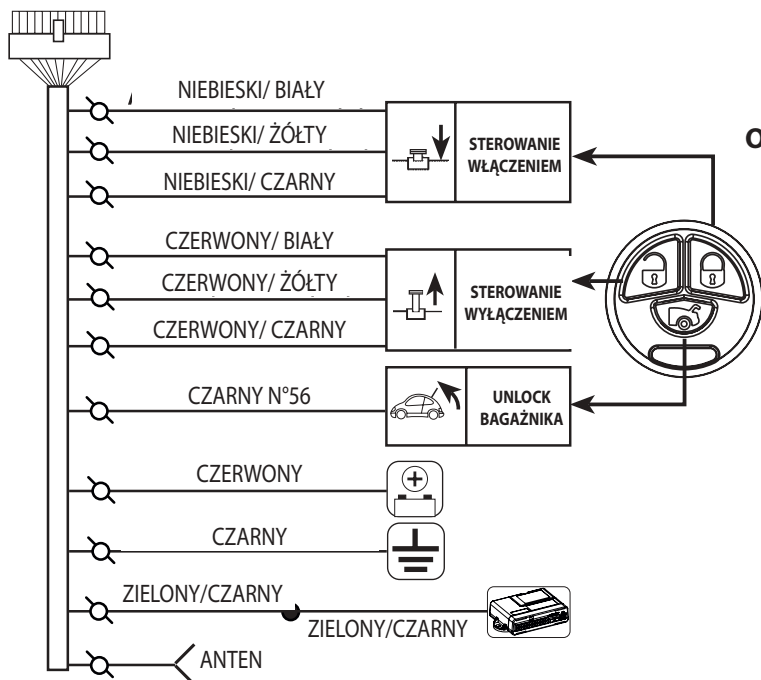 NIEBIESKI/ BIAŁY
NIEBIESKI/ ŻÓŁTY
NIEBIESKI/ CZARNY
STEROWANIE
WŁĄCZENIEM
O
CZERWONY/ BIAŁY
CZERWONY/ ŻÓŁTY
CZERWONY/ CZARNY
STEROWANIE
WYŁĄCZENIEM
CZARNY N°56
UNLOCK
BAGAŻNIKA
CZERWONY
CZARNY
ZIELONY/CZARNY
ZIELONY/CZARNY
ANTEN